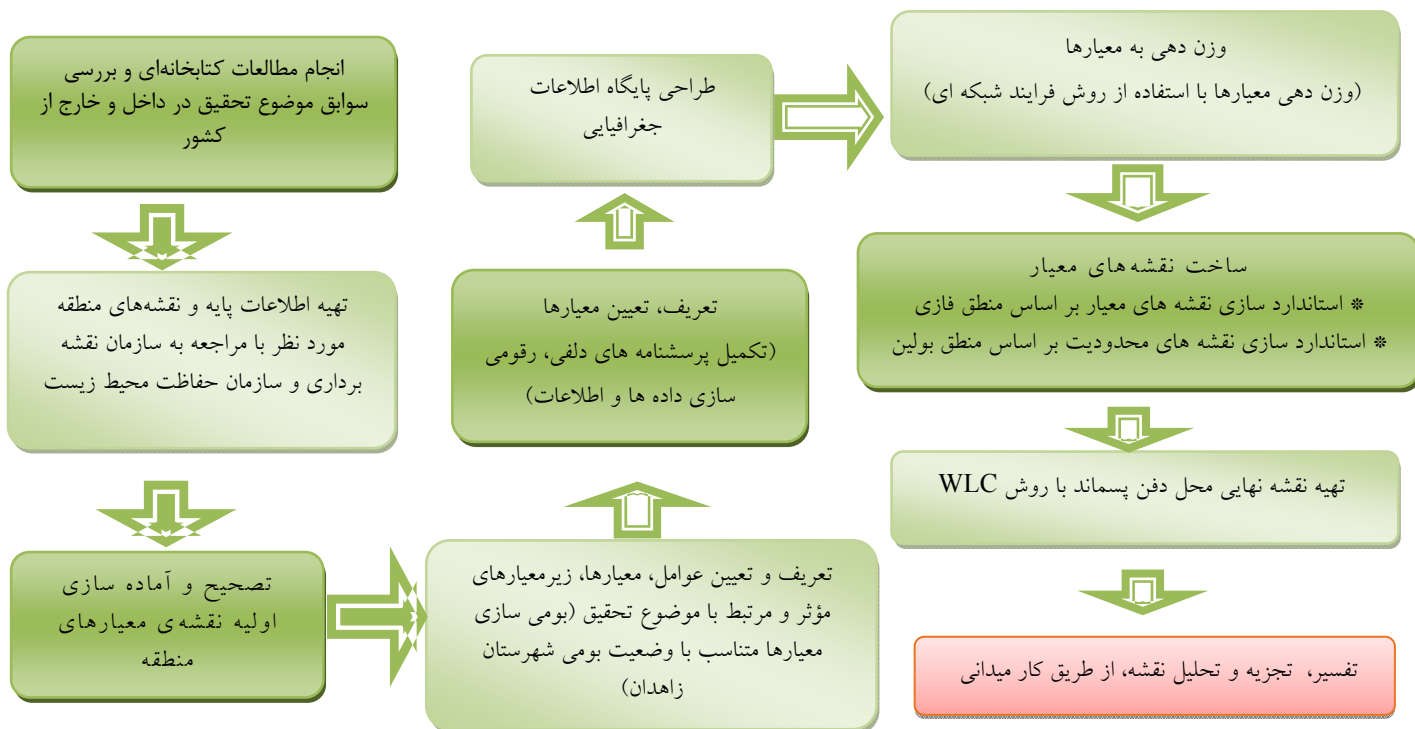 انجام مطالعات کتابخانه‌ای و بررسی
سوابق موضوع تحقیق در داخل و خارج از
کشور
تهیه اطلاعات پایه و نقشه‌های منطقه
مورد نظر با مراجعه به سازمان نقشه
برداری و سازمان حفاظت محیط زیست
تصحیح و آماده سازی
اولیه نقشه‌ی معیارهای
منطقه
تعریف و تعیین عوامل، معیارها، زیرمعیارهای
مؤثر و مرتبط با موضوع تحقیق (بومی سازی
معیارها متناسب با وضعیت بومی شهرستان
زاهدان)
تعریف، تعیین معیارها
(تکمیل پرسشنامه های دلفی، رقومی
سازی داده ها و اطلاعات)
طراحی پایگاه اطلاعات
جغرافیایی
وزن دهی به معیارها
(وزن دهی معیارها با استفاده از روش فرایند شبکه ای)
ساخت نقشه های معیار
* استاندارد سازی نقشه های معیار بر اساس منطق فازی
* استاندارد سازی نقشه های محدودیت بر اساس منطق بولین
تهیه نقشه نهایی محل دفن پسماند با روش WLC
تفسیر، تجزیه و تحلیل نقشه، از طریق کار میدانی